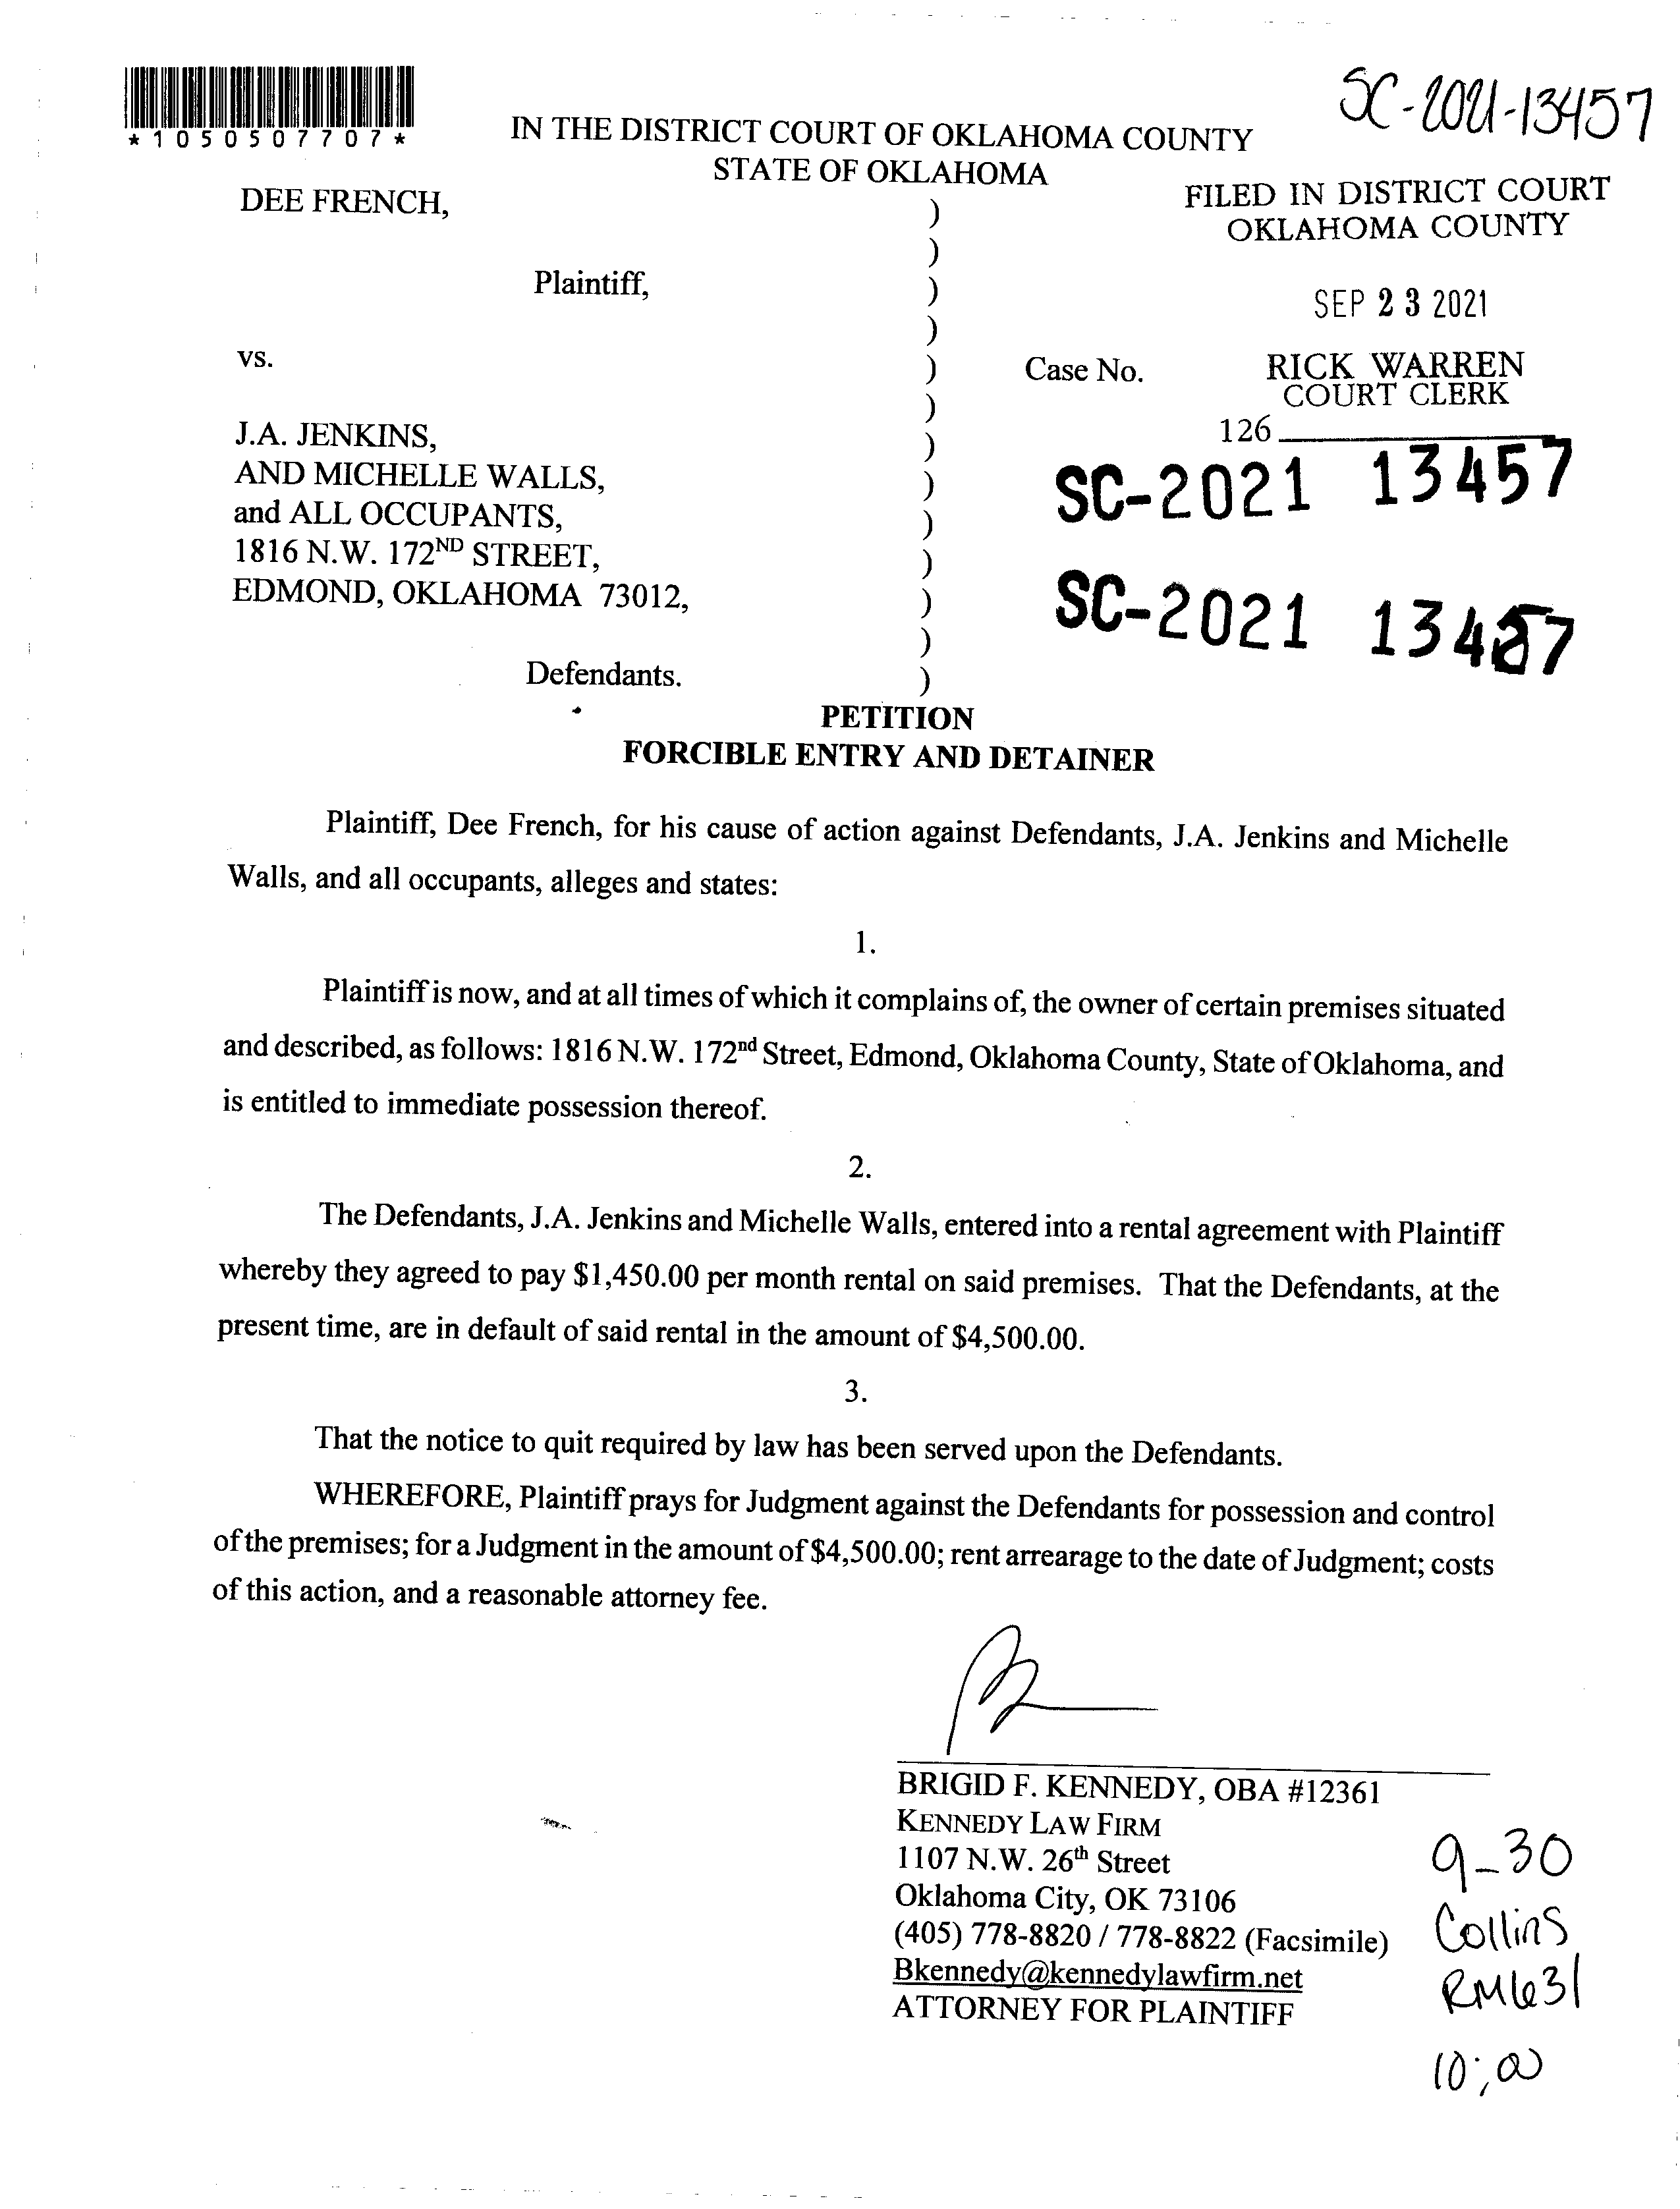 SC-2021-13457
*1050507707*
IN THE DISTRICT COURT OF OKLAHOMA COUNTY
STATE OF OKLAHOMA
FILED IN DISTRICT COURT
OKLAHOMA COUNTY
SEP 23 2021
RICK WARREN
COURT CLERK
126
DEE FRENCH,
Plaintiff,
vs.
Case No.
SC-2021 13457
SC-2021 13457
J.A. JENKINS,
AND MICHELLE WALLS,
and ALL OCCUPANTS,
1816 N.W. 172ND STREET,
EDMOND, OKLAHOMA 73012,
Defendants.
)
)
)
)
)
)
)
)
)
)
)
)
)
PETITION
FORCIBLE ENTRY AND DETAINER
Plaintiff, Dee French, for his cause of action against Defendants, J.A. Jenkins and Michelle
Walls, and all occupants, alleges and states:
1.
Plaintiff is now, and at all times of which it complains of, the owner of certain premises situated
and described, as follows: 1816 N.W. 172nd Street, Edmond, Oklahoma County, State of Oklahoma, and
is entitled to immediate possession thereof.
2.
The Defendants, J.A. Jenkins and Michelle Walls, entered into a rental agreement with Plaintiff
whereby they agreed to pay $1,450.00 per month rental on said premises. That the Defendants, at the
present time, are in default of said rental in the amount of $4,500.00.
3.
That the notice to quit required by law has been served upon the Defendants.
WHEREFORE, Plaintiff prays for Judgment against the Defendants for possession and control
of the premises; for a Judgment in the amount of $4,500.00; rent arrearage to the date of Judgment; costs
of this action, and a reasonable attorney fee.
BRIGID F. KENNEDY, OBA #12361
KENNEDY LAW FIRM
1107 N.W. 26th Street
Oklahoma City, OK 73106
(405) 778-8820 / 778-8822 (Facsimile)
Bkennedy@kennedylawfirm.net
ATTORNEY FOR PLAINTIFF
9-30
Collins
RM631
10:00